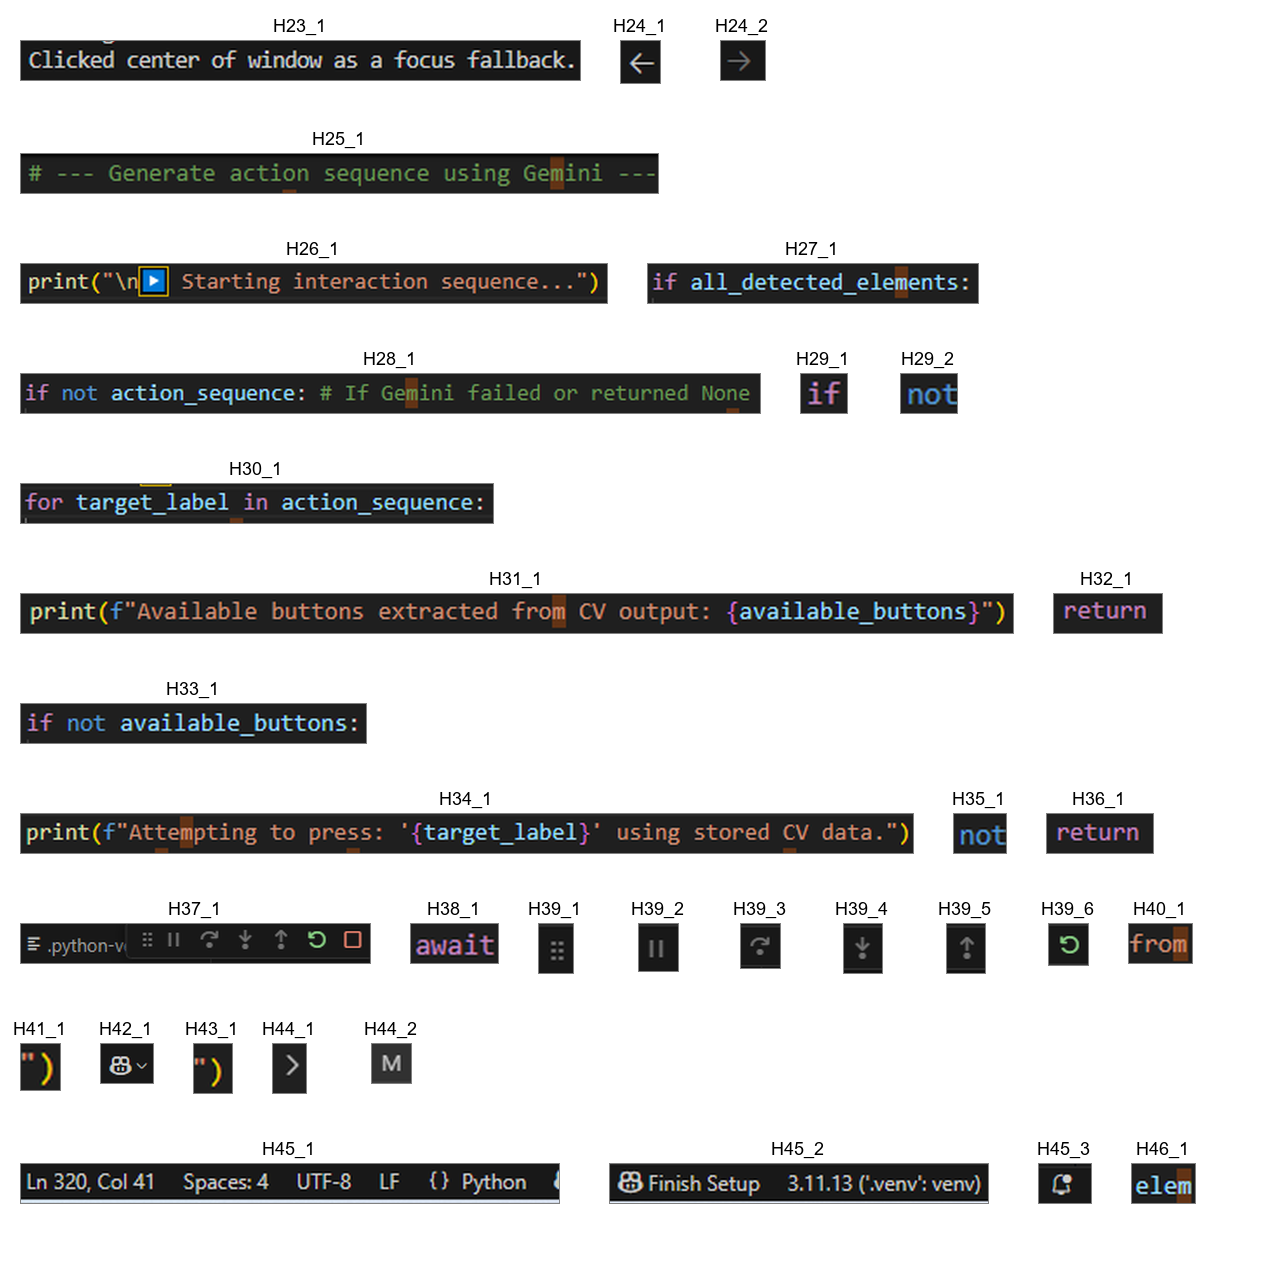 H23_1 H24_1 H24_2
Clicked center of window as a focus fallback. ← →
H25_1
# --- Generate action sequence using Gemini ---
H26_1 H27_1
print("\n▶️ Starting interaction sequence...") if all_detected_elements:
H28_1 H29_1 H29_2
if not action_sequence: # If Gemini failed or returned None if not
H30_1
for target_label in action_sequence:
H31_1 H32_1
print(f"Available buttons extracted from CV output: {available_buttons}") return
H33_1
if not available_buttons:
H34_1 H35_1 H36_1
print(f"Attempting to press: '{target_label}' using stored CV data.") not return
H37_1 H38_1 H39_1 H39_2 H39_3 H39_4 H39_5 H39_6 H40_1
.python-v await from
H41_1 H42_1 H43_1 H44_1 H44_2
") ") > M
H45_1 H45_2 H45_3 H46_1
Ln 320, Col 41 Spaces: 4 UTF-8 LF {} Python Finish Setup 3.11.13 ('.venv': venv) elem